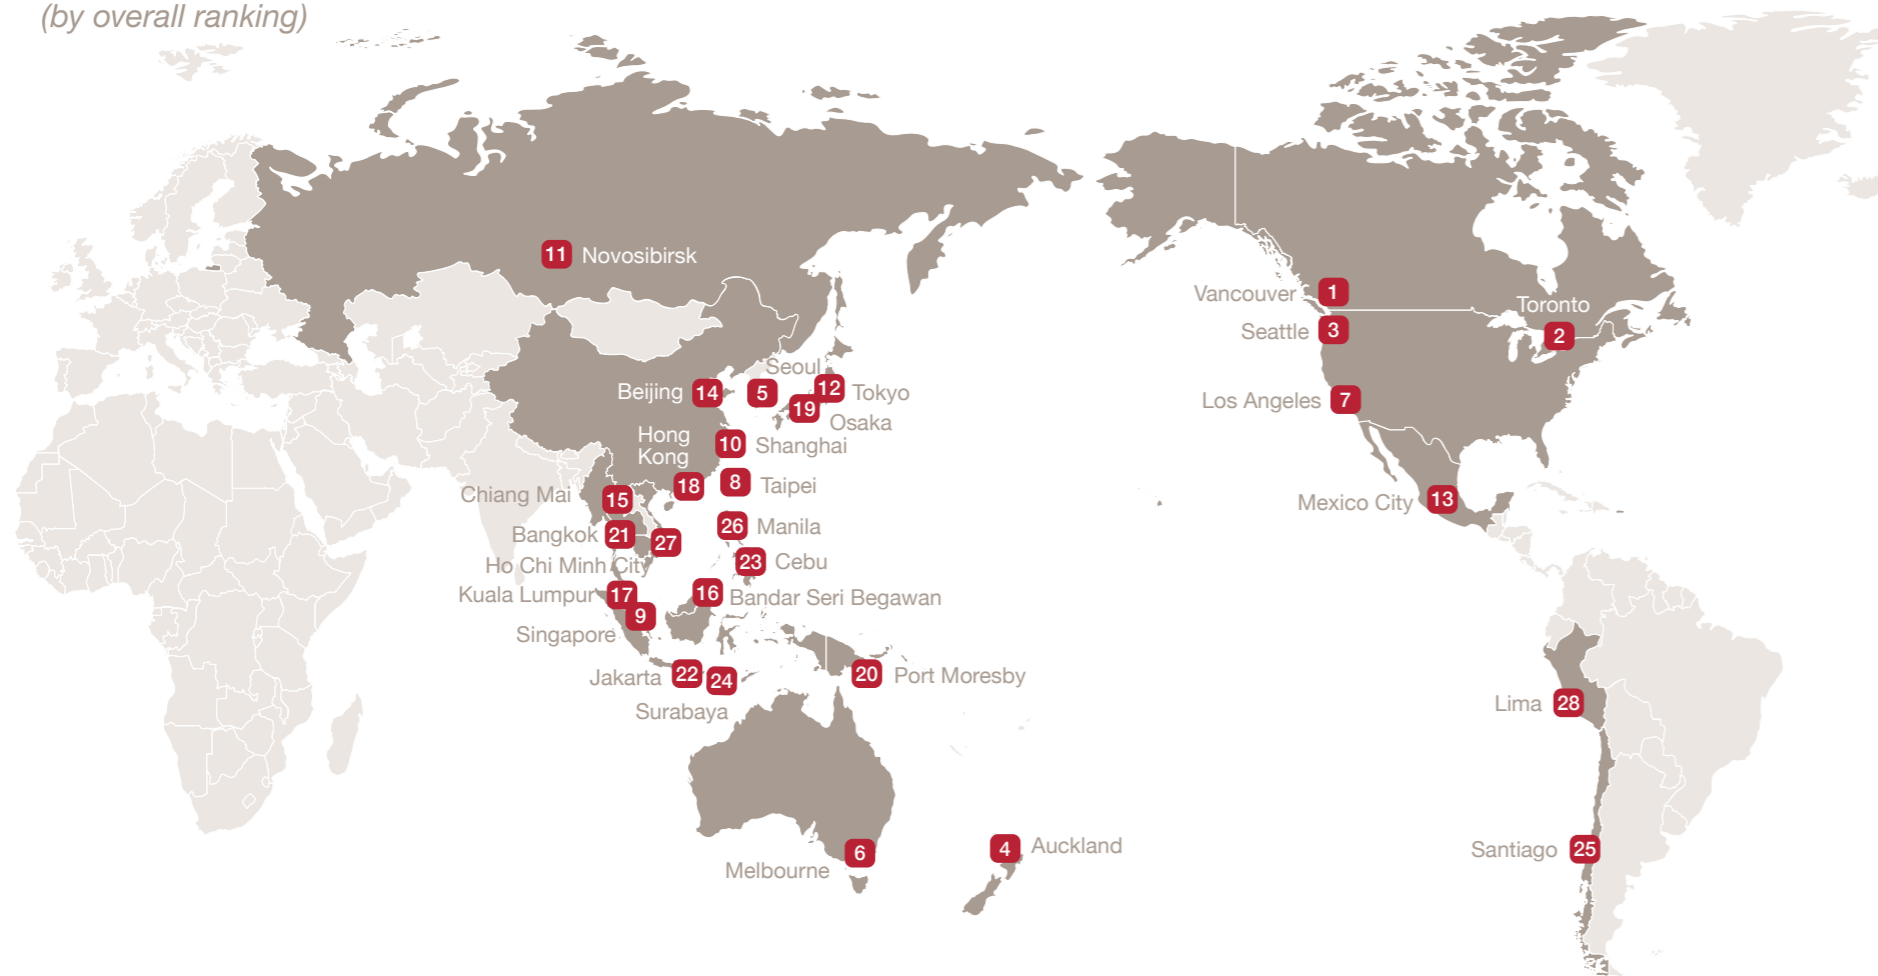 (by overall ranking)
11 Novosibirsk
Vancouver 1
Toronto
2
Seattle 3
Seoul
Beijing 14
5
12 Tokyo
19
Osaka
Los Angeles 7
Hong
Kong
10 Shanghai
18
8 Taipei
Chiang Mai 15
Mexico City 13
26 Manila
Bangkok 21
27
Ho Chi Minh City
23 Cebu
Kuala Lumpur 17
16 Bandar Seri Begawan
9
Singapore
Jakarta 22
24
Surabaya
20 Port Moresby
Lima 28
6
Melbourne
4 Auckland
Santiago 25